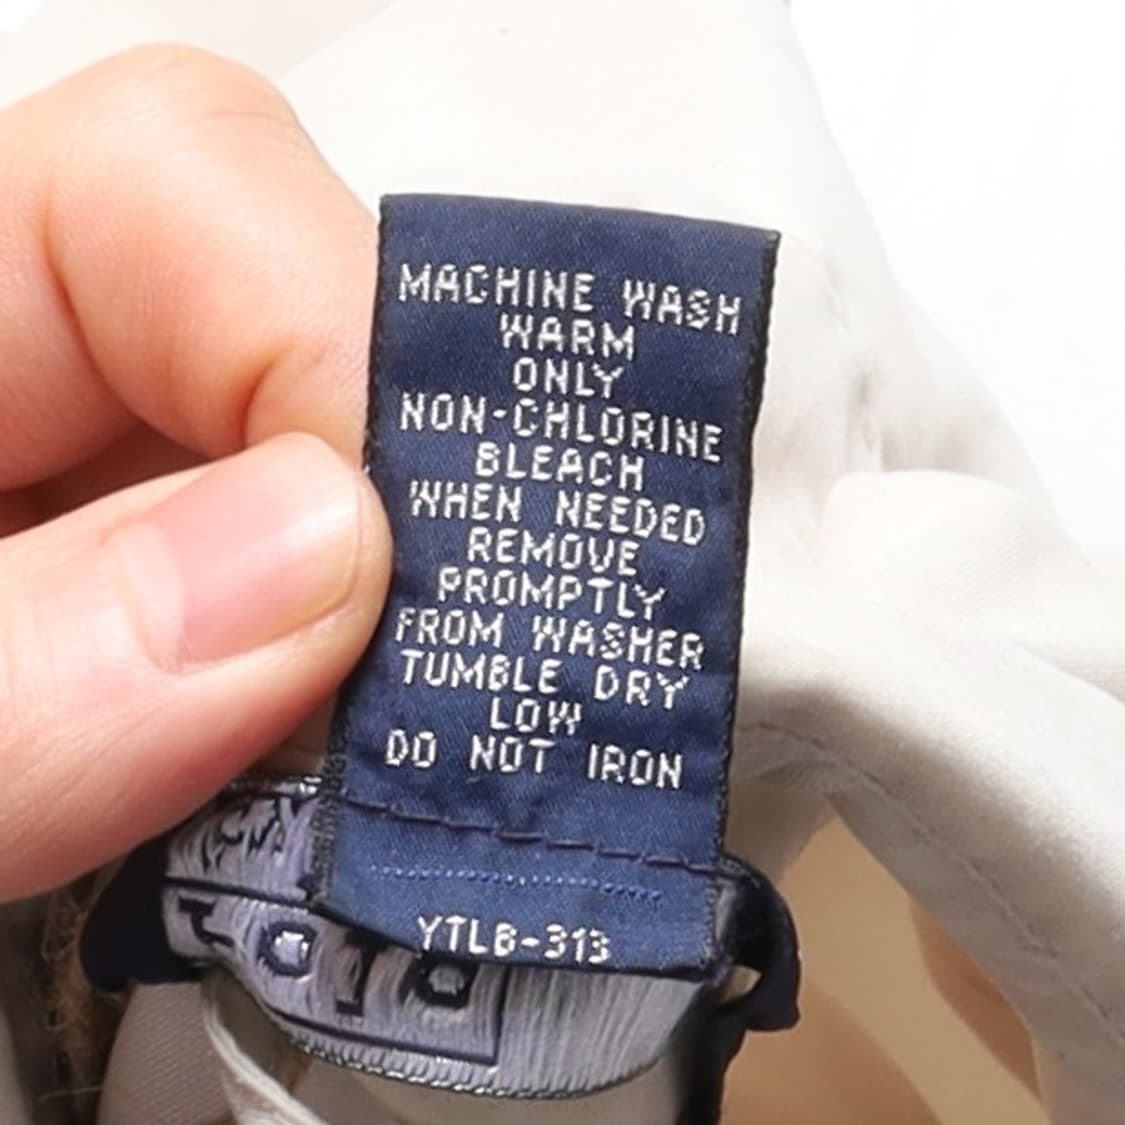 MACHINE WASH
WARM
ONLY
NON-CHLORINE
BLEACH
WHEN NEEDED
REMOVE
PROMPTLY
FROM WASHER
TUMBLE DRY
LOW
DO NOT IRON
YTLB-313